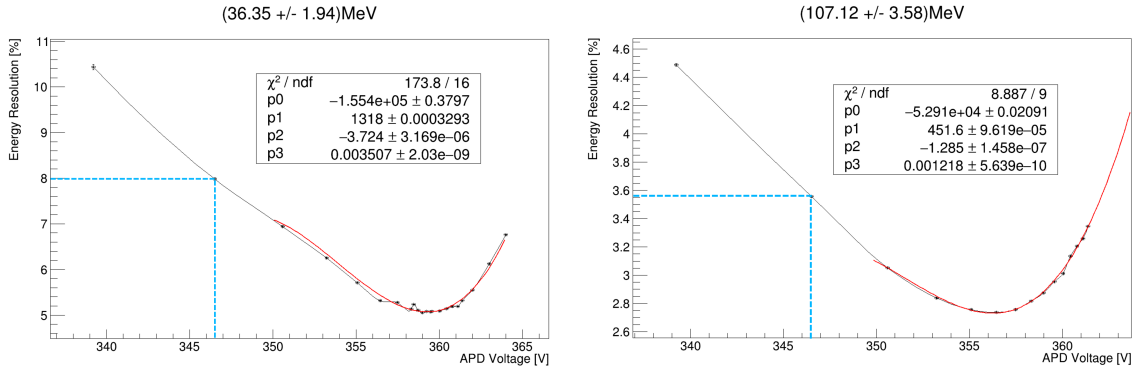 (36.35 +/- 1.94)MeV
Energy Resolution [%]
11
10
9
8
7
6
5
χ² / ndf 173.8 / 16
p0 −1.554e+05 ± 0.3797
p1 1318 ± 0.0003293
p2 −3.724 ± 3.169e−06
p3 0.003507 ± 2.03e−09
340 345 350 355 360 365
APD Voltage [V]
(107.12 +/- 3.58)MeV
Energy Resolution [%]
4.6
4.4
4.2
4
3.8
3.6
3.4
3.2
3
2.8
2.6
χ² / ndf 8.887 / 9
p0 −5.291e+04 ± 0.02091
p1 451.6 ± 9.619e−05
p2 −1.285 ± 1.458e−07
p3 0.001218 ± 5.639e−10
340 345 350 355 360
APD Voltage [V]